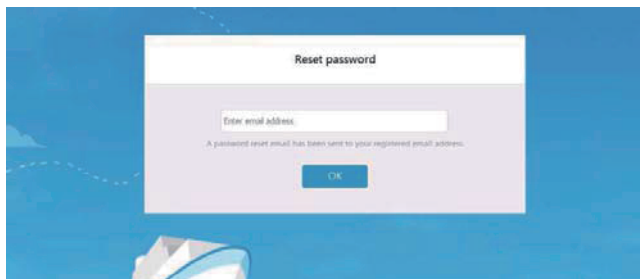 Reset password
Enter email address
A password reset email has been sent to your registered email address.
OK